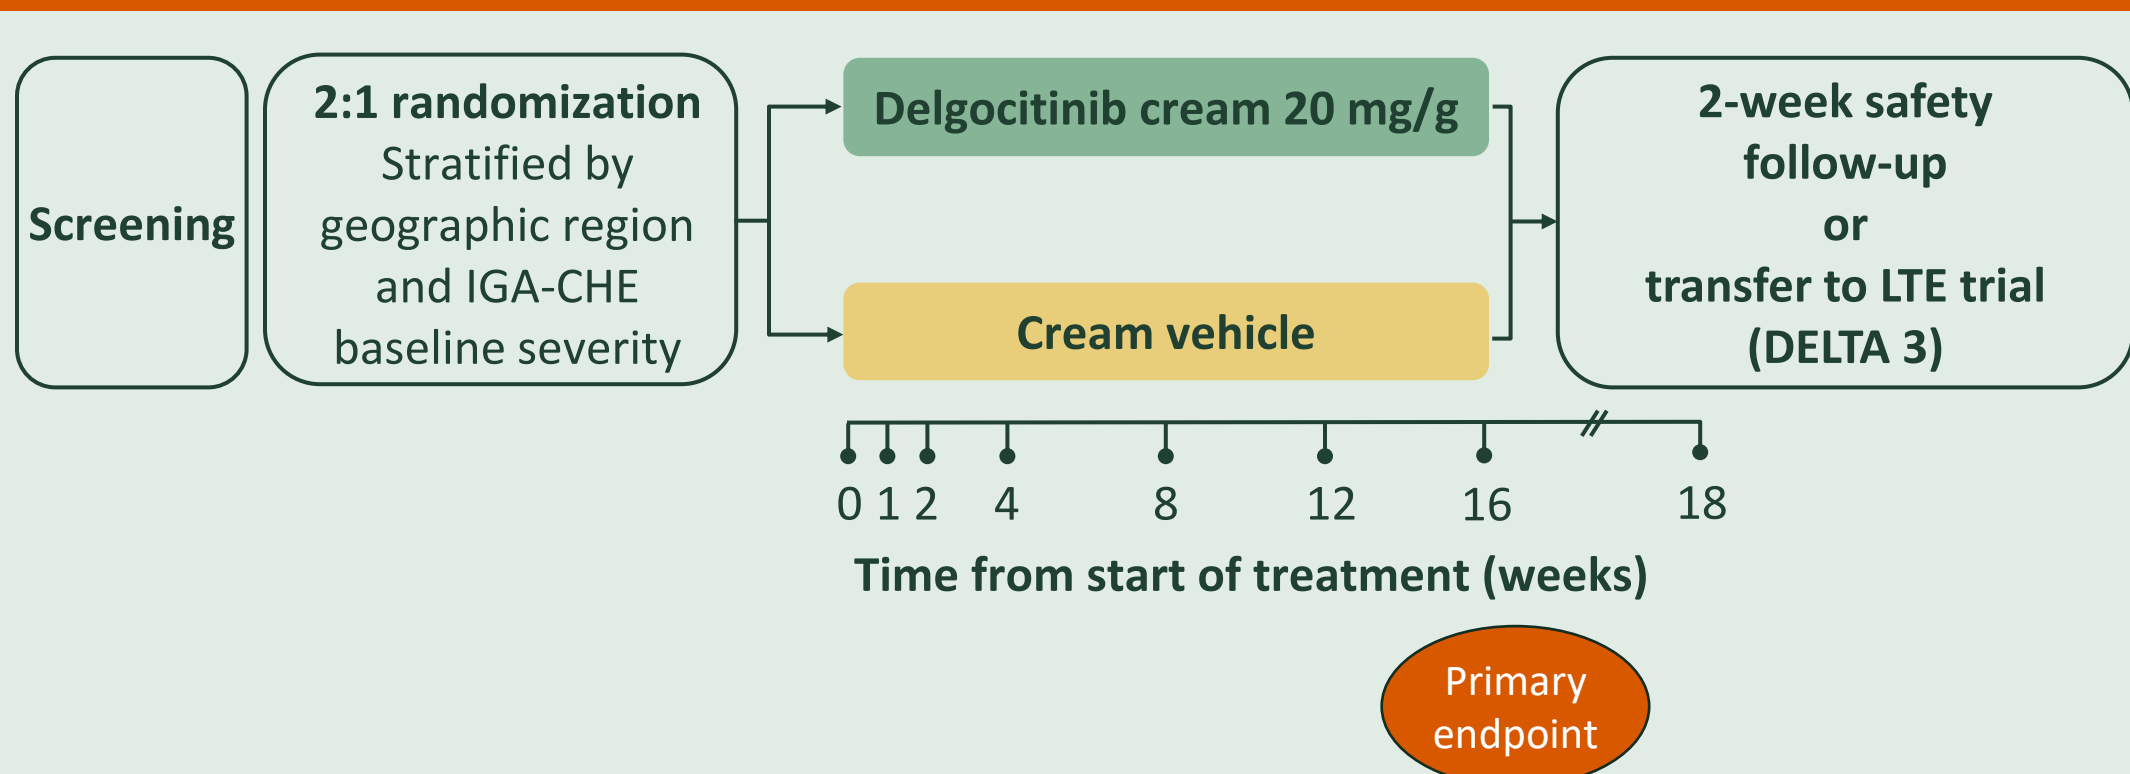 Screening
2:1 randomization
Stratified by
geographic region
and IGA-CHE
baseline severity
Delgocitinib cream 20 mg/g
Cream vehicle
2-week safety
follow-up
or
transfer to LTE trial
(DELTA 3)
0 1 2 4 8 12 16 18
Time from start of treatment (weeks)
Primary
endpoint